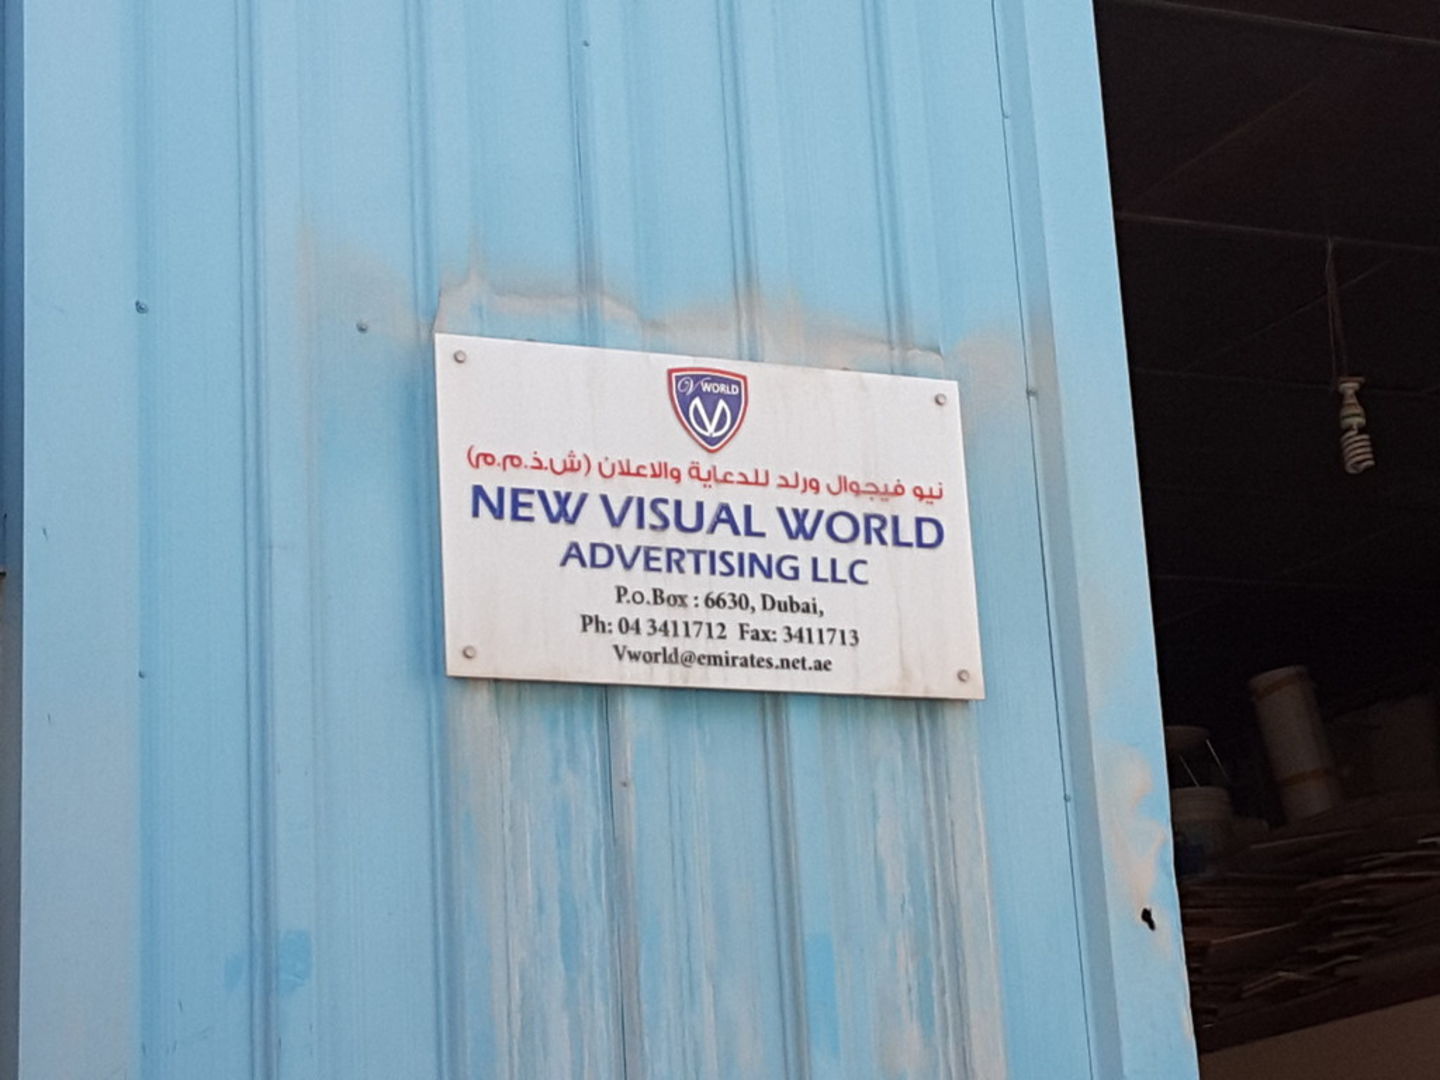 V WORLD
نيو فيجوال ورلد للدعاية والاعلان (ش.ذ.م.م)
NEW VISUAL WORLD
ADVERTISING LLC
P.o.Box : 6630, Dubai,
Ph: 04 3411712 Fax: 3411713
Vworld@emirates.net.ae